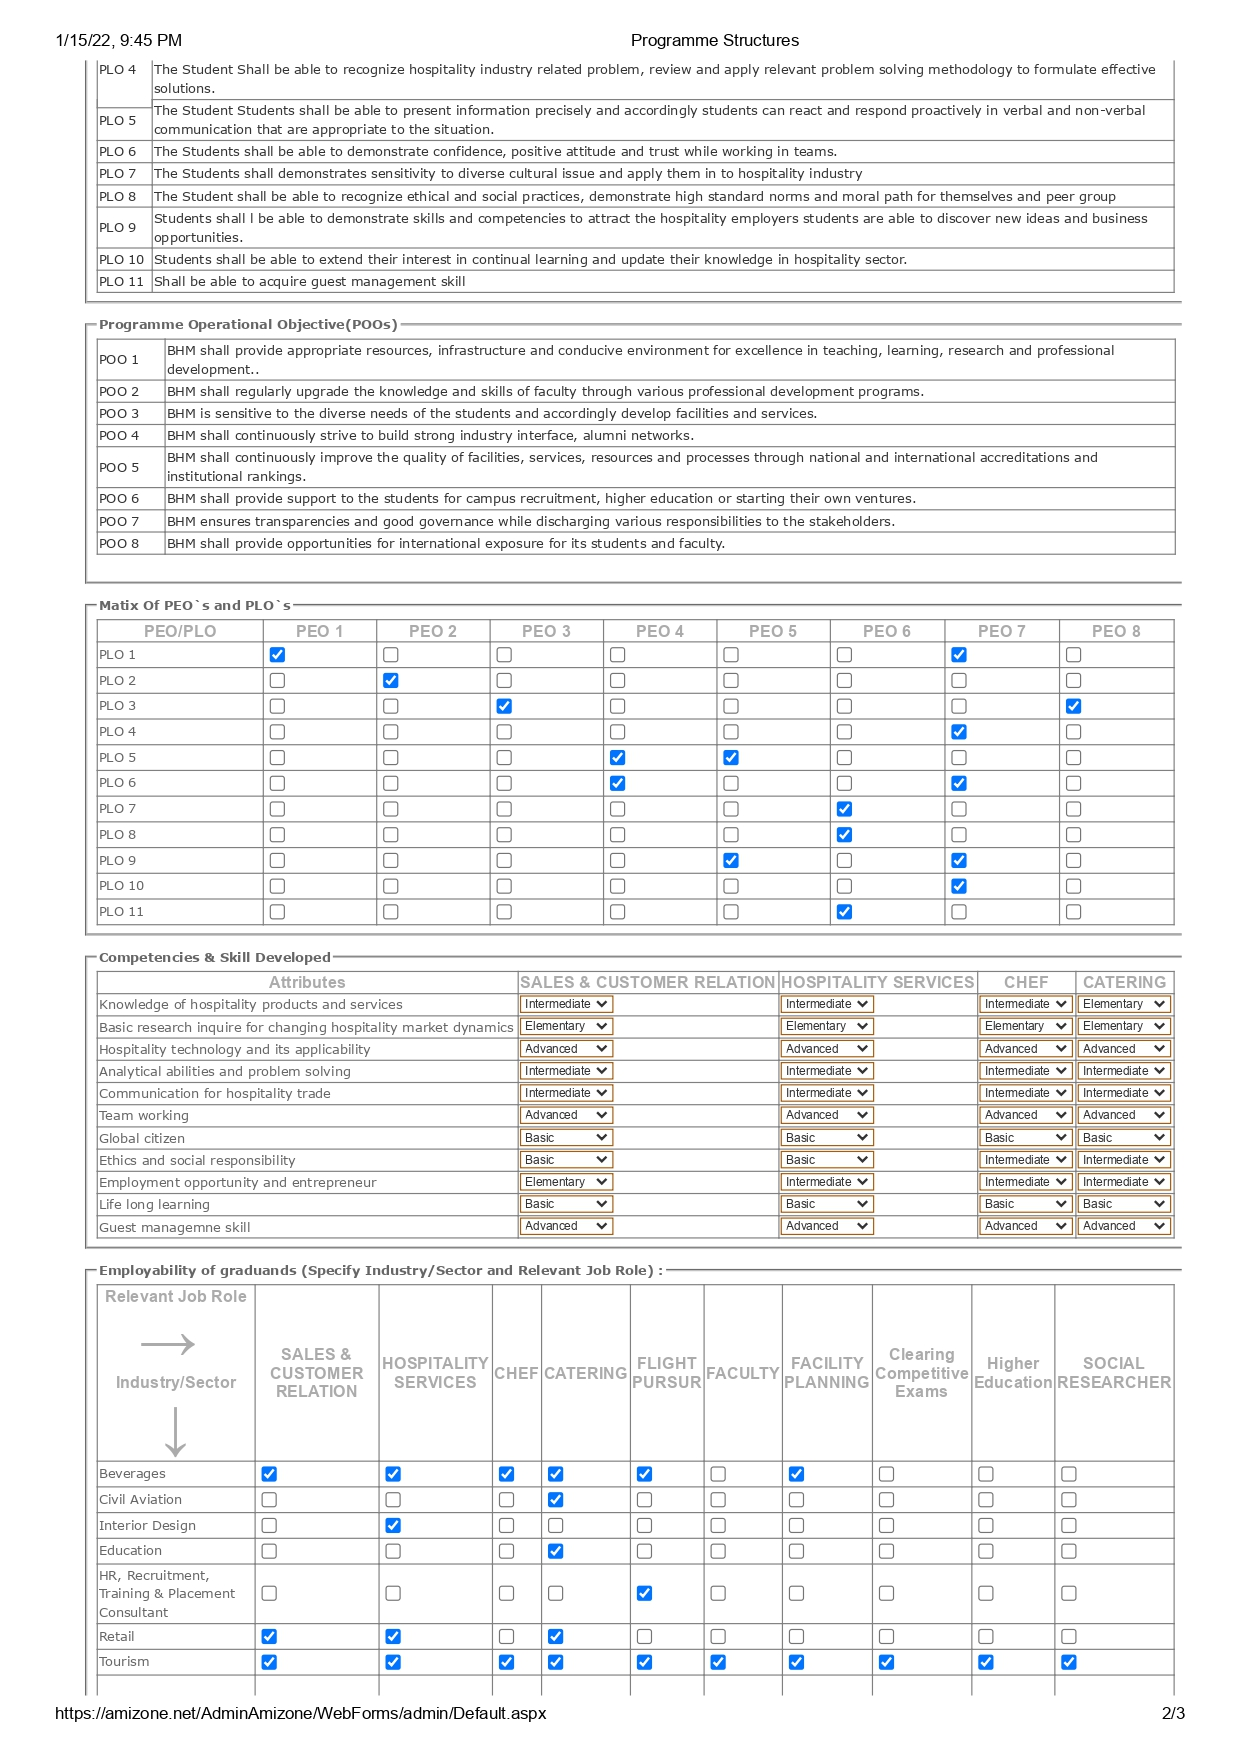 1/15/22, 9:45 PM Programme Structures
PLO 4 The Student Shall be able to recognize hospitality industry related problem, review and apply relevant problem solving methodology to formulate effective
solutions.
PLO 5 The Student Students shall be able to present information precisely and accordingly students can react and respond proactively in verbal and non-verbal
communication that are appropriate to the situation.
PLO 6 The Students shall be able to demonstrate confidence, positive attitude and trust while working in teams.
PLO 7 The Students shall demonstrates sensitivity to diverse cultural issue and apply them in to hospitality industry
PLO 8 The Student shall be able to recognize ethical and social practices, demonstrate high standard norms and moral path for themselves and peer group
PLO 9 Students shall l be able to demonstrate skills and competencies to attract the hospitality employers students are able to discover new ideas and business
opportunities.
PLO 10 Students shall be able to extend their interest in continual learning and update their knowledge in hospitality sector.
PLO 11 Shall be able to acquire guest management skill
Programme Operational Objective(POOs)
POO 1 BHM shall provide appropriate resources, infrastructure and conducive environment for excellence in teaching, learning, research and professional
development..
POO 2 BHM shall regularly upgrade the knowledge and skills of faculty through various professional development programs.
POO 3 BHM is sensitive to the diverse needs of the students and accordingly develop facilities and services.
POO 4 BHM shall continuously strive to build strong industry interface, alumni networks.
POO 5 BHM shall continuously improve the quality of facilities, services, resources and processes through national and international accreditations and
institutional rankings.
POO 6 BHM shall provide support to the students for campus recruitment, higher education or starting their own ventures.
POO 7 BHM ensures transparencies and good governance while discharging various responsibilities to the stakeholders.
POO 8 BHM shall provide opportunities for international exposure for its students and faculty.
Matix Of PEO`s and PLO`s
PEO/PLO PEO 1 PEO 2 PEO 3 PEO 4 PEO 5 PEO 6 PEO 7 PEO 8
PLO 1
PLO 2
PLO 3
PLO 4
PLO 5
PLO 6
PLO 7
PLO 8
PLO 9
PLO 10
PLO 11
Competencies & Skill Developed
Attributes SALES & CUSTOMER RELATION HOSPITALITY SERVICES CHEF CATERING
Knowledge of hospitality products and services Intermediate Intermediate Intermediate Elementary
Basic research inquire for changing hospitality market dynamics Elementary Elementary Elementary Elementary
Hospitality technology and its applicability Advanced Advanced Advanced Advanced
Analytical abilities and problem solving Intermediate Intermediate Intermediate Intermediate
Communication for hospitality trade Intermediate Intermediate Intermediate Intermediate
Team working Advanced Advanced Advanced Advanced
Global citizen Basic Basic Basic Basic
Ethics and social responsibility Basic Basic Intermediate Intermediate
Employment opportunity and entrepreneur Elementary Intermediate Intermediate Intermediate
Life long learning Basic Basic Basic Basic
Guest managemne skill Advanced Advanced Advanced Advanced
Employability of graduands (Specify Industry/Sector and Relevant Job Role) :
Relevant Job Role
→
Industry/Sector
↓
SALES &
CUSTOMER
RELATION
HOSPITALITY
SERVICES
CHEF
CATERING
FLIGHT
PURSUR
FACULTY
FACILITY
PLANNING
Clearing
Competitive
Exams
Higher
Education
SOCIAL
RESEARCHER
Beverages
Civil Aviation
Interior Design
Education
HR, Recruitment,
Training & Placement
Consultant
Retail
Tourism
https://amizone.net/AdminAmizone/WebForms/admin/Default.aspx 2/3